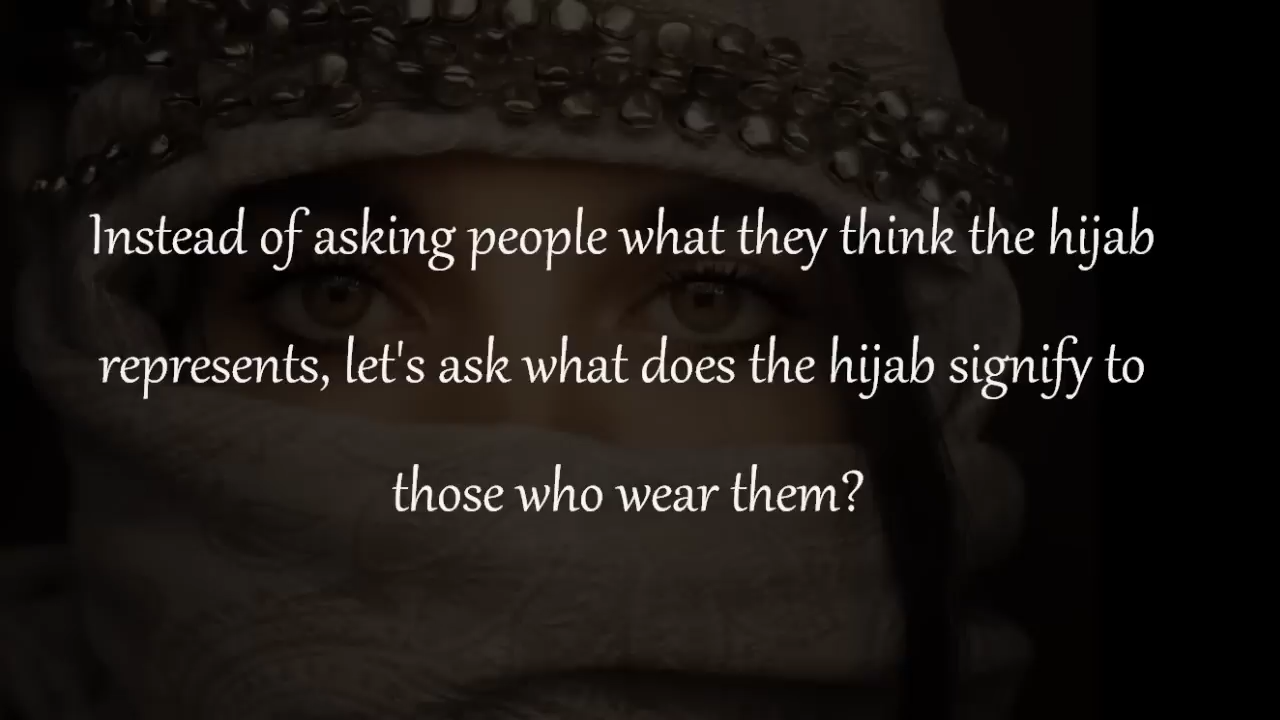 Instead of asking people what they think the hijab
represents, let's ask what does the hijab signify to
those who wear them?